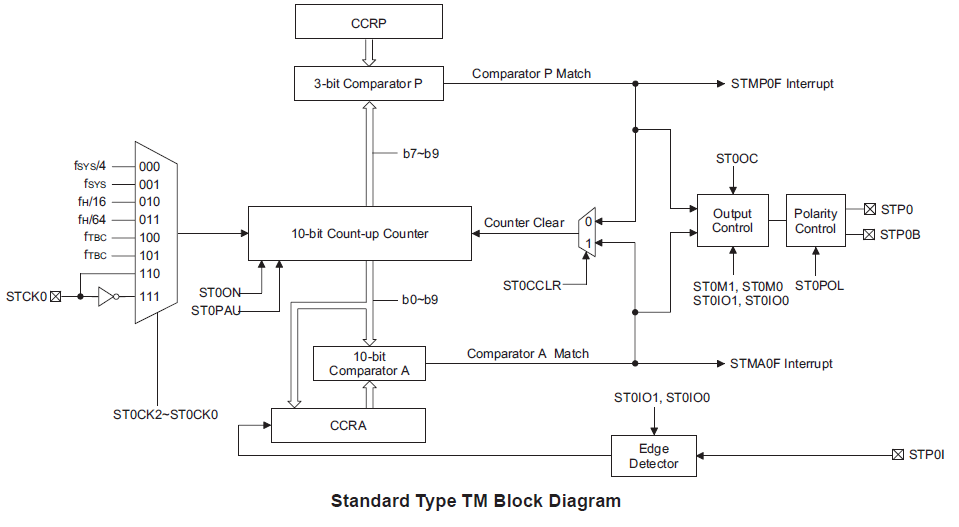 CCRP
3-bit Comparator P
Comparator P Match
STMP0F Interrupt
b7~b9
fSYS/4
000
fSYS
001
fH/16
010
fH/64
011
fTBC
100
fTBC
101
110
111
STCK0
ST0CK2~ST0CK0
10-bit Count-up Counter
ST0ON
ST0PAU
Counter Clear
0
1
ST0CCLR
ST0OC
Output
Control
Polarity
Control
STP0
STP0B
ST0M1, ST0M0
ST0IO1, ST0IO0
ST0POL
b0~b9
10-bit
Comparator A
Comparator A Match
STMA0F Interrupt
CCRA
ST0IO1, ST0IO0
Edge
Detector
STP0I
Standard Type TM Block Diagram